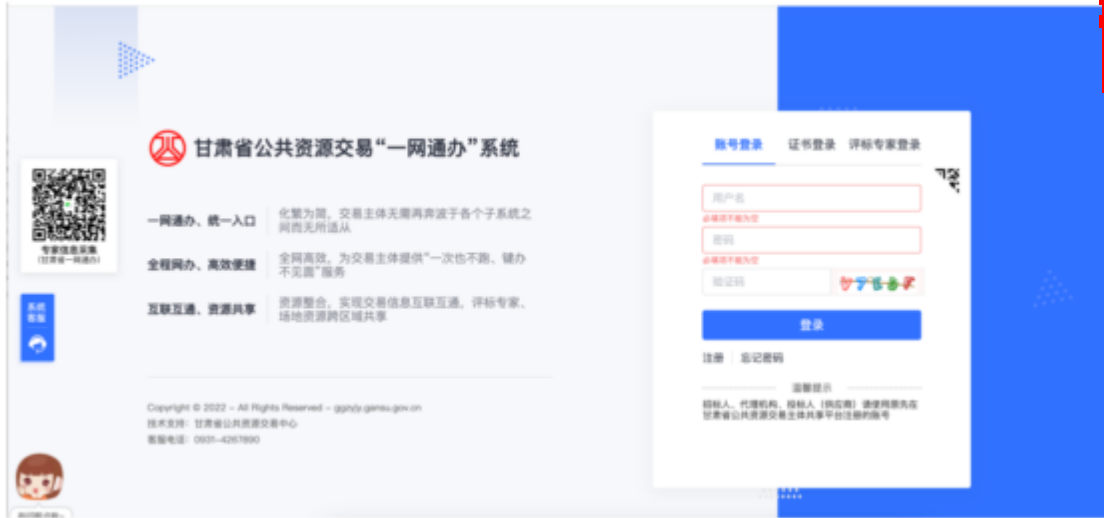 甘肃省公共资源交易“一网通办”系统
专家信息采集
(甘肃省一网通办)
系统
客服
一网通办、统一入口
化繁为简，交易主体无需再奔波于各个子系统之
间而无所适从
全程网办、高效便捷
全网高效，为交易主体提供“一次也不跑、键办
不见面”服务
互联互通、资源共享
资源整合，实现交易信息互联互通，评标专家、
场地资源跨区域共享
Copyright © 2022 - All Rights Reserved - ggzyjy.gansu.gov.cn
技术支持：甘肃省公共资源交易中心
客服电话：0931-4267890
账号登录 证书登录 评标专家登录
用户名
必填项不能为空
密码
必填项不能为空
验证码
登录
注册 忘记密码
温馨提示
招标人、代理机构、投标人（供应商）请使用原先在
甘肃省公共资源交易主体共享平台注册的账号